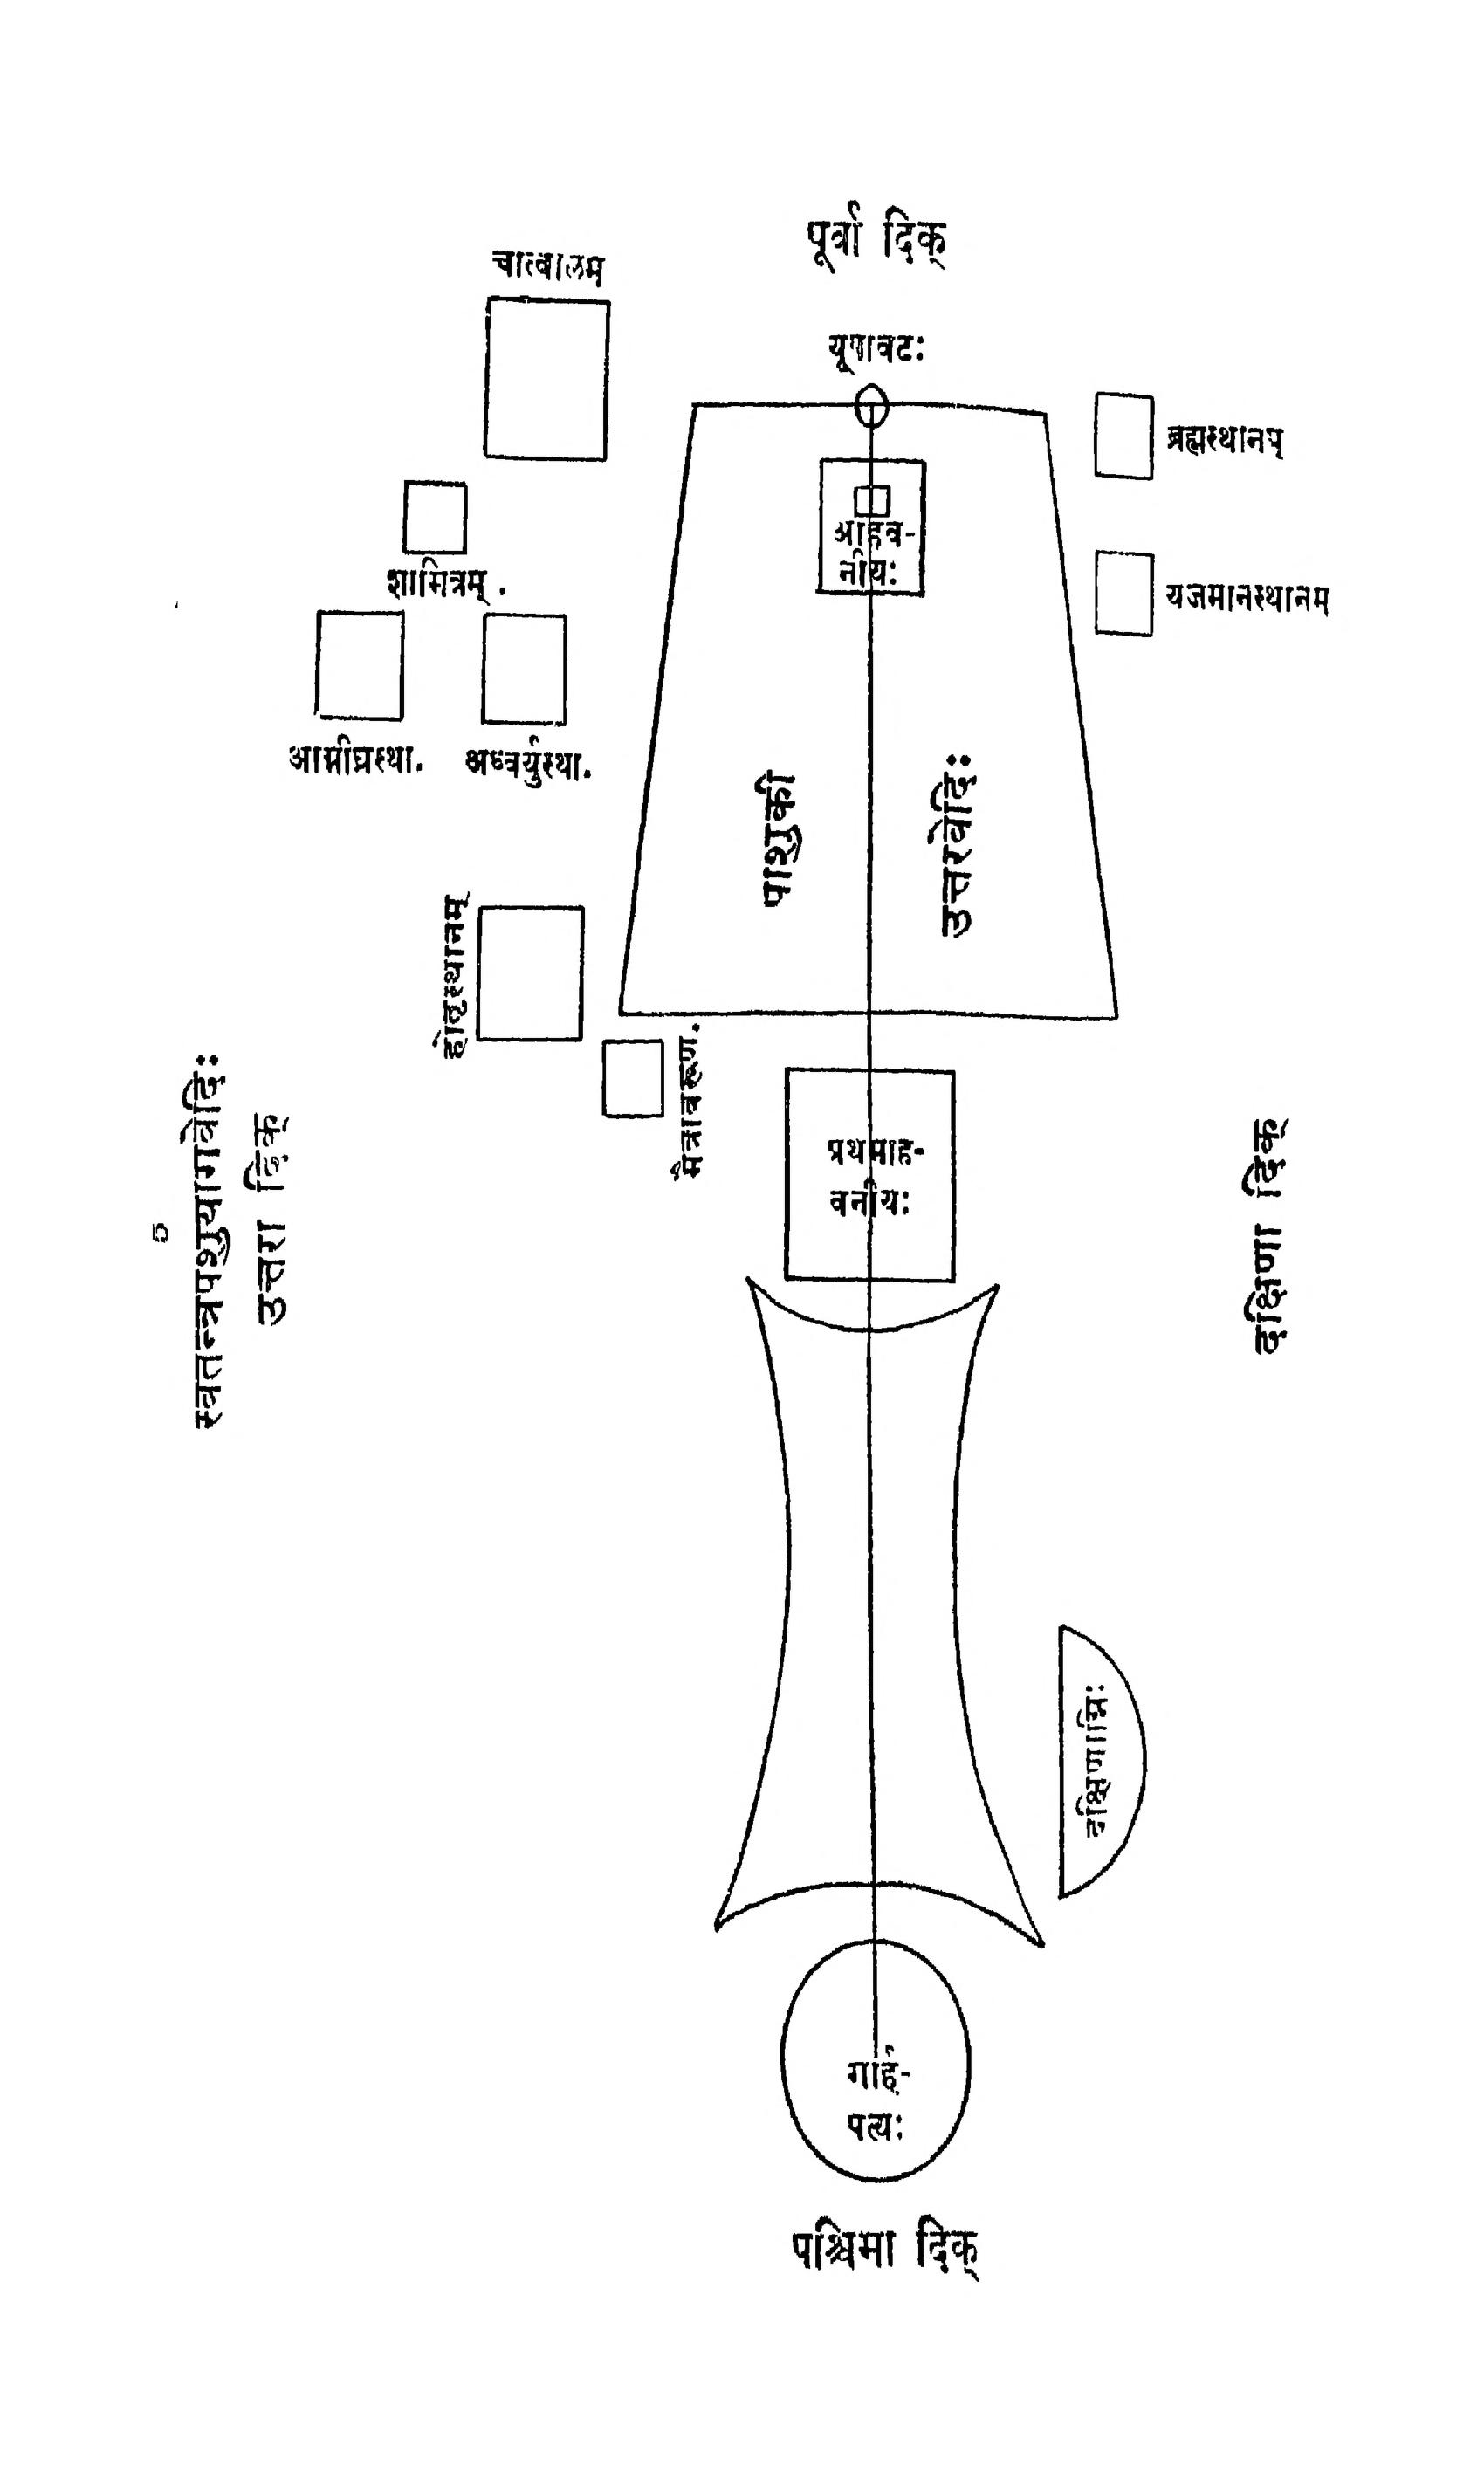 पूर्वा दिक्
चात्वालम्
यूपावटः
ब्रह्मस्थानम्
आहव-
नीयः
शामित्रम् .
यजमानस्थानम्
आग्नीध्रस्था.
अध्वर्युस्था.
पाशुकी
उत्तरवेदिः
होतृस्थानम्
मैत्रावरुण.
प्रथमाह-
वनीयः
स्वतन्त्रपशुयागवेदिः
उत्तरा दिक्
दक्षिणा दिक्
दक्षिणाग्निः
गार्ह-
पत्यः
पश्चिमा दिक्